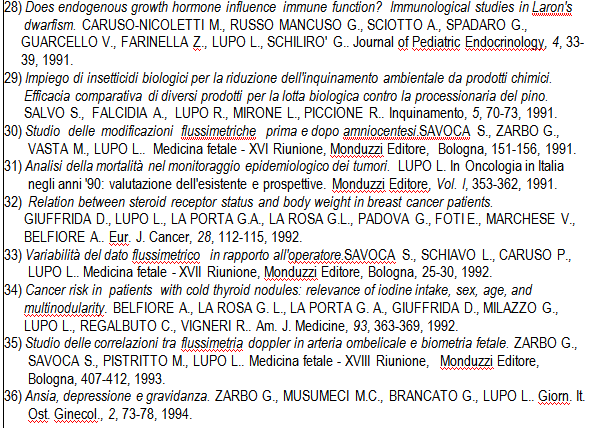 28) Does endogenous growth hormone influence immune function? Immunological studies in Laron's
dwarfism. CARUSO-NICOLETTI M., RUSSO MANCUSO G., SCIOTTO A., SPADARO G.,
GUARCELLO V., FARINELLA Z., LUPO L., SCHILIRO' G.. Journal of Pediatric Endocrinology, 4, 33-
39, 1991.
29) Impiego di insetticidi biologici per la riduzione dell'inquinamento ambientale da prodotti chimici.
Efficacia comparativa di diversi prodotti per la lotta biologica contro la processionaria del pino.
SALVO S., FALCIDIA A., LUPO R., MIRONE L., PICCIONE R.. Inquinamento, 5, 70-73, 1991.
30) Studio delle modificazioni flussimetriche prima e dopo amniocentesi.SAVOCA S., ZARBO G.,
VASTA M., LUPO L.. Medicina fetale - XVI Riunione, Monduzzi Editore, Bologna, 151-156, 1991.
31) Analisi della mortalità nel monitoraggio epidemiologico dei tumori. LUPO L. In Oncologia in Italia
negli anni '90: valutazione dell'esistente e prospettive. Monduzzi Editore, Vol. I, 353-362, 1991.
32) Relation between steroid receptor status and body weight in breast cancer patients.
GIUFFRIDA D., LUPO L., LA PORTA G.A., LA ROSA G.L., PADOVA G., FOTI E., MARCHESE V.,
BELFIORE A.. Eur. J. Cancer, 28, 112-115, 1992.
33) Variabilità del dato flussimetrico in rapporto all'operatore.SAVOCA S., SCHIAVO L., CARUSO P.,
LUPO L.. Medicina fetale - XVII Riunione, Monduzzi Editore, Bologna, 25-30, 1992.
34) Cancer risk in patients with cold thyroid nodules: relevance of iodine intake, sex, age, and
multinodularity. BELFIORE A., LA ROSA G. L., LA PORTA G. A., GIUFFRIDA D., MILAZZO G.,
LUPO L., REGALBUTO C., VIGNERI R.. Am. J. Medicine, 93, 363-369, 1992.
35) Studio delle correlazioni tra flussimetria doppler in arteria ombelicale e biometria fetale. ZARBO G.,
SAVOCA S., PISTRITTO M., LUPO L.. Medicina fetale - XVIII Riunione, Monduzzi Editore,
Bologna, 407-412, 1993.
36) Ansia, depressione e gravidanza. ZARBO G., MUSUMECI M.C., BRANCATO G., LUPO L.. Giorn. It.
Ost. Ginecol., 2, 73-78, 1994.